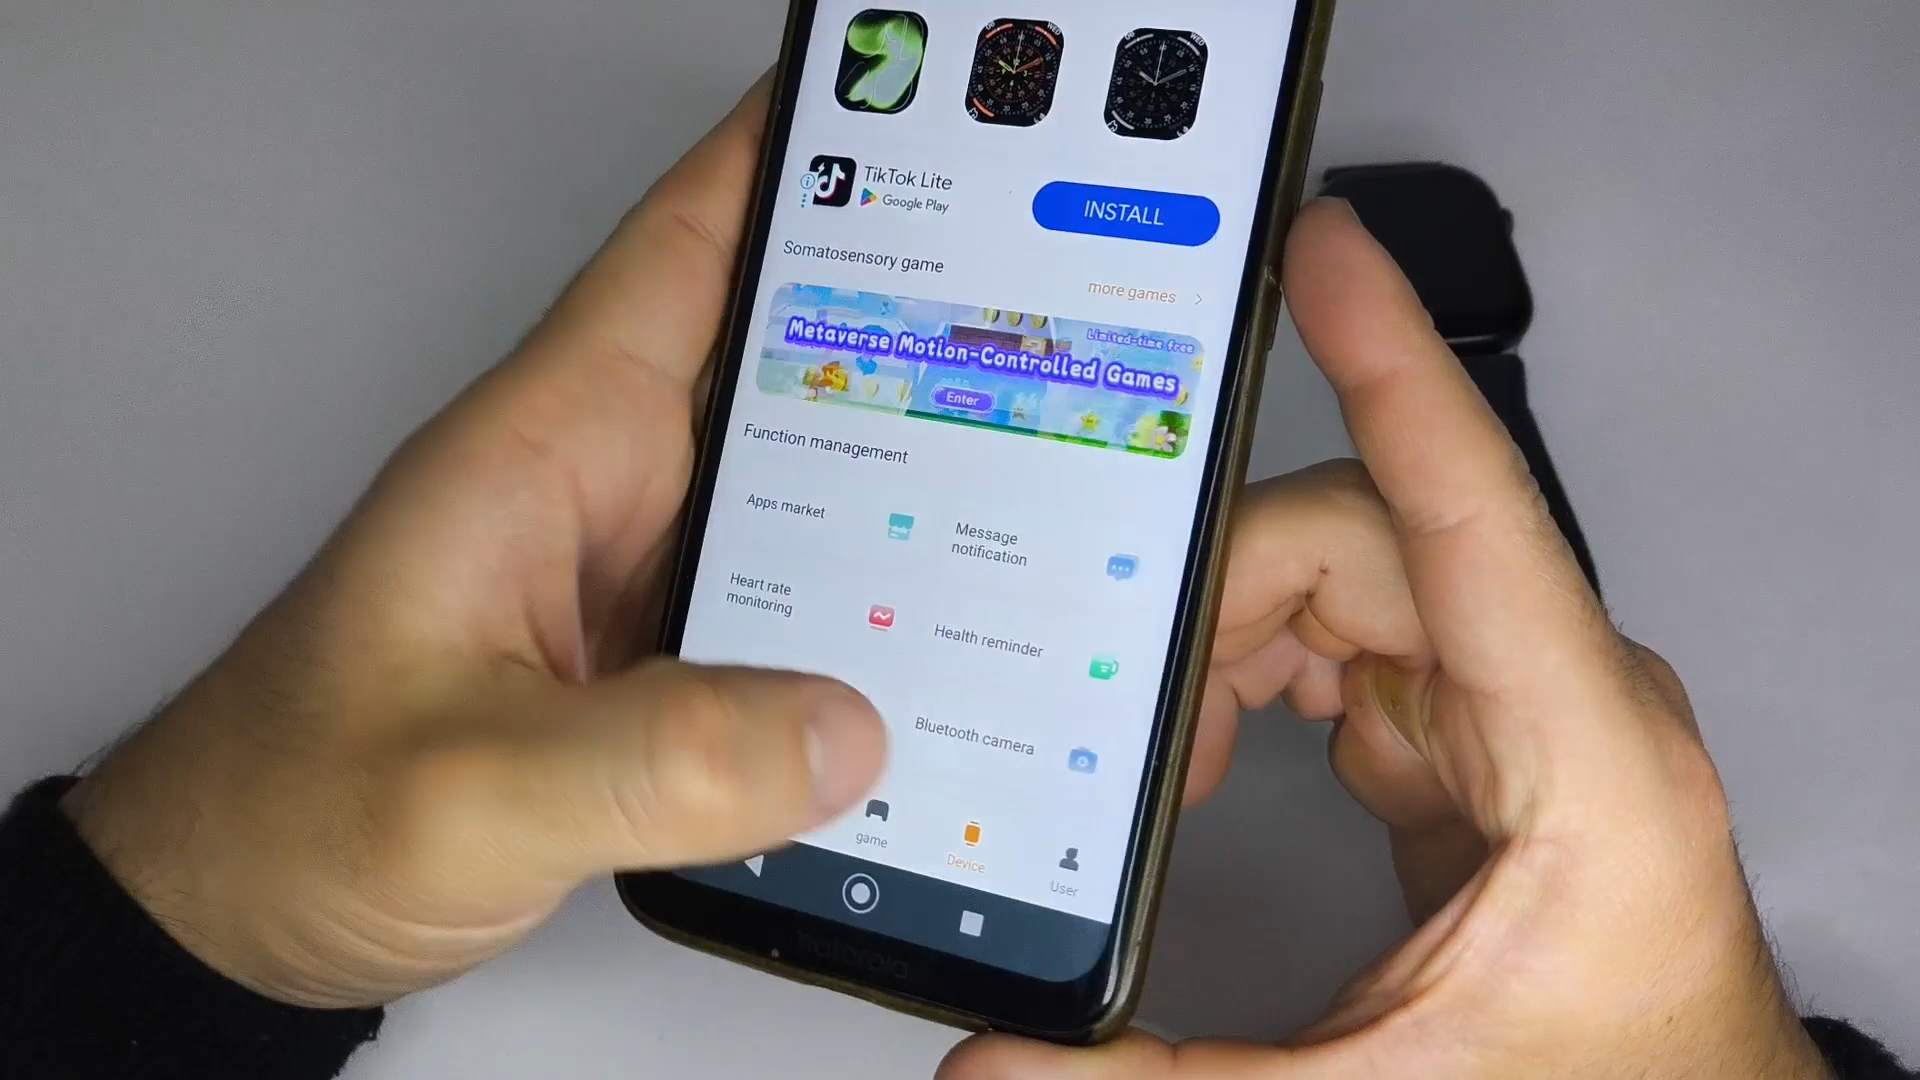 TikTok Lite
Google Play
INSTALL
Somatosensory game
more games
Limited-time free
Metaverse Motion-Controlled Games
Enter
Function management
Apps market
Message
notification
Heart rate
monitoring
Health reminder
Bluetooth camera
game
Device
User
motorola